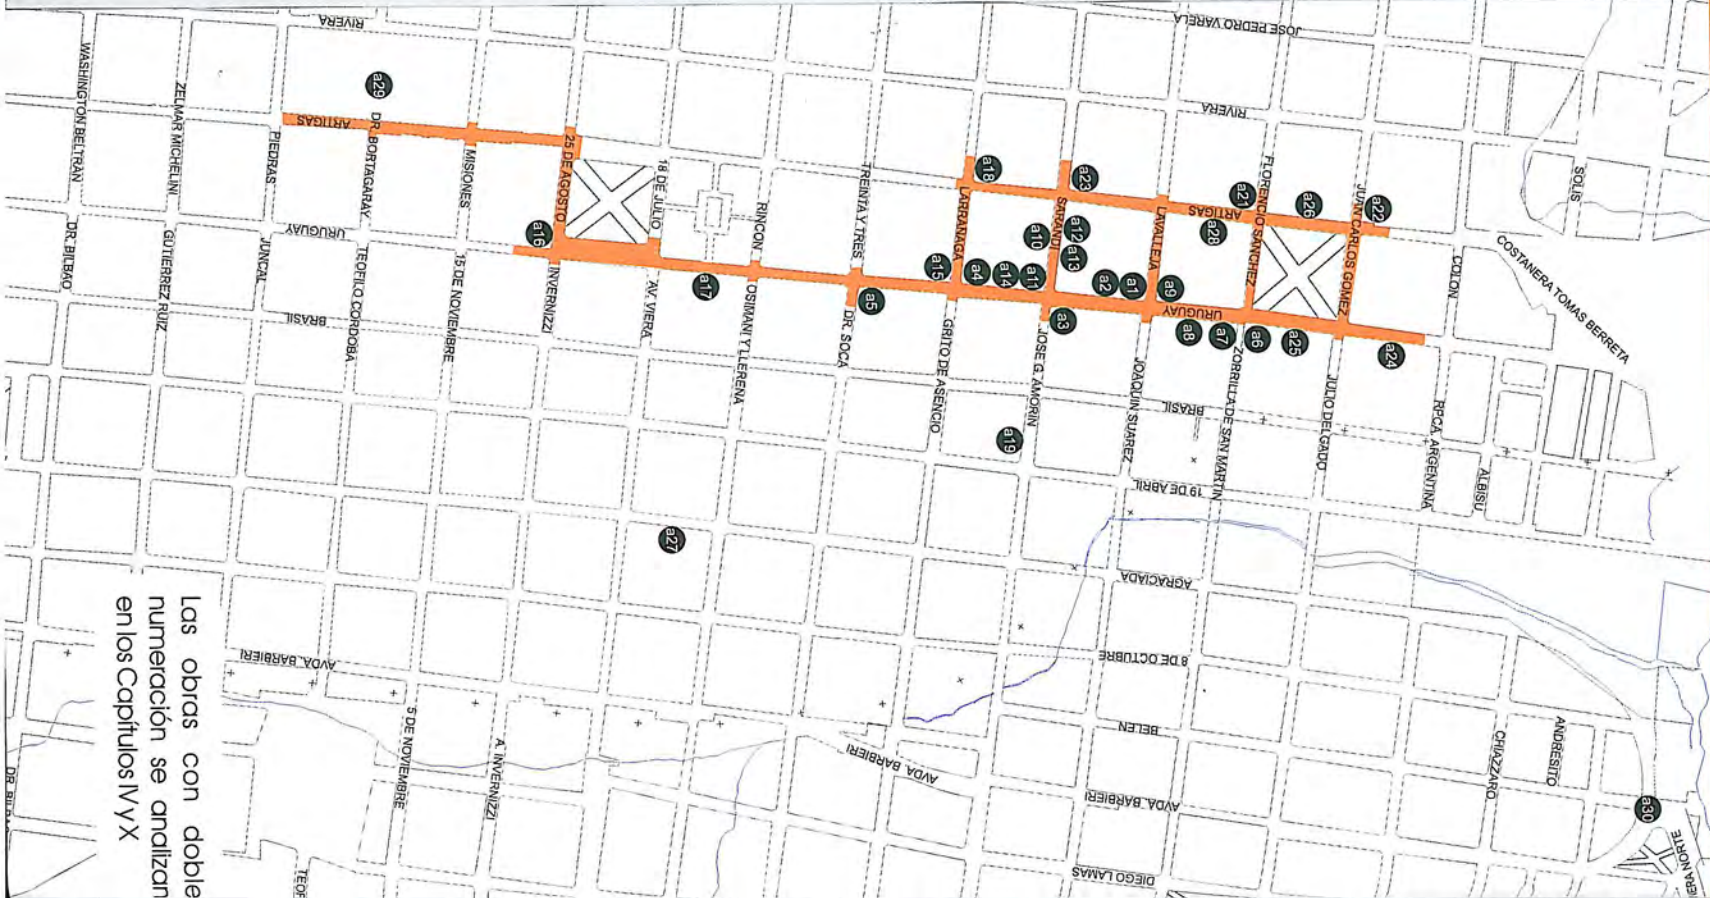 RIVERA
JOSE PEDRO VARELA
WASHINGTON BELTRAN
ZELMAR MICHELINI
PIEDRAS
DR. BORTAGARAY
MISIONES
25 DE AGOSTO
18 DE JULIO
RINCON
TREINTA Y TRES
LARRAÑAGA
SARANDI
LAVALLEJA
FLORENCIO SANCHEZ
JUAN CARLOS GOMEZ
COLON
SOLIS
COSTANERA TOMAS BERRETA
RIVERA
ARTIGAS
ARTIGAS
URUGUAY
URUGUAY
a29
a18
a23
a21
a26
a22
a28
a12
a10
a13
a16
a17
a5
a15
a4
a14
a11
a3
a2
a1
a9
a8
a7
a6
a25
a24
a19
a27
a30
DR. BILBAO
GUTIERREZ RUIZ
JUNCAL
TEOFILO CORDOBA
15 DE NOVIEMBRE
INVERNIZZI
AV. VIERA
OSIMANI Y LLERENA
DR. SOCA
GRITO DE ASENCIO
JOSE G. AMORIN
JOAQUIN SUAREZ
ZORRILLA DE SAN MARTIN
JULIO DELGADO
RPCA. ARGENTINA
ALBISU
BRASIL
BRASIL
19 DE ABRIL
AGRACIADA
8 DE OCTUBRE
BELEN
AVDA. BARBIERI
AVDA. BARBIERI
AVDA. BARBIERI
DIEGO LAMAS
5 DE NOVIEMBRE
A. INVERNIZZI
CHIAZZARO
ANDRESITO
IERA NORTE
DR. BILBAO
TEOF
Las obras con doble
numeración se analizan
en los Capítulos IV y X